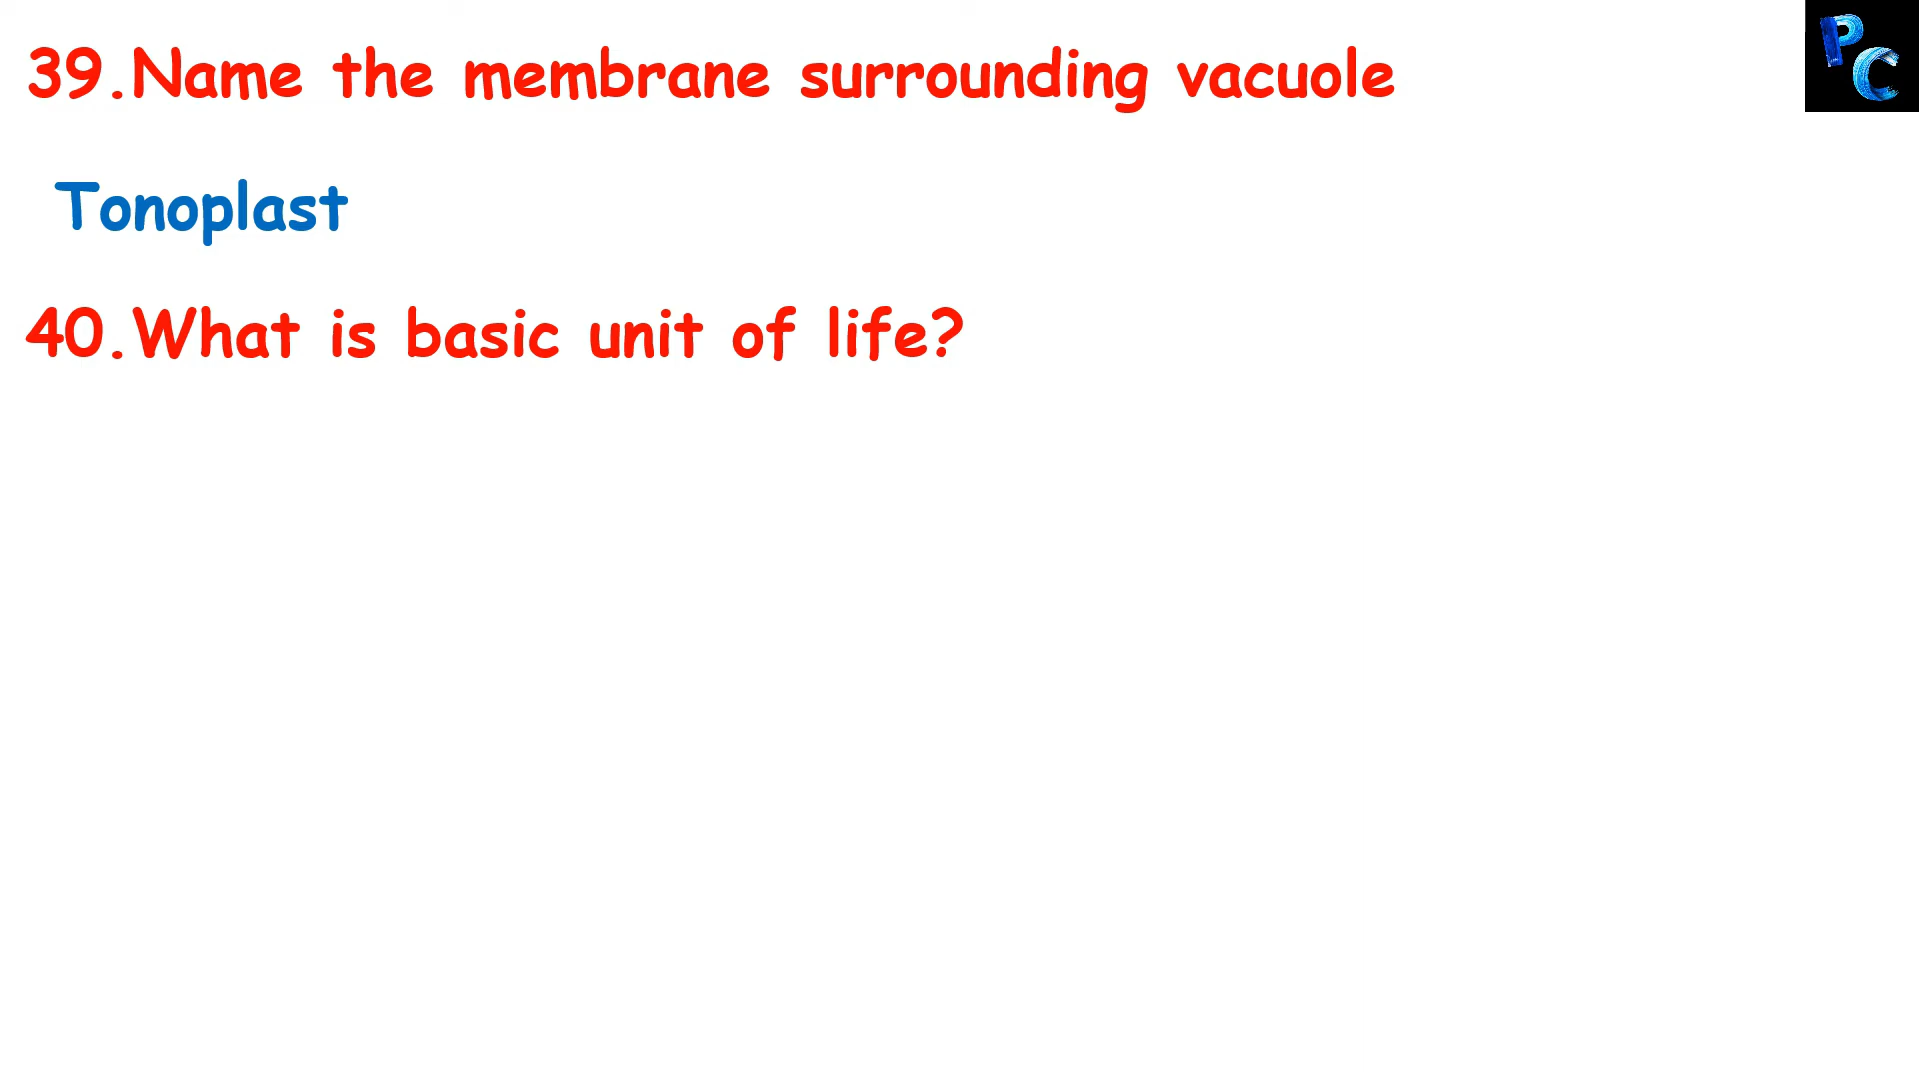 39.Name the membrane surrounding vacuole
Tonoplast
40.What is basic unit of life?
PC